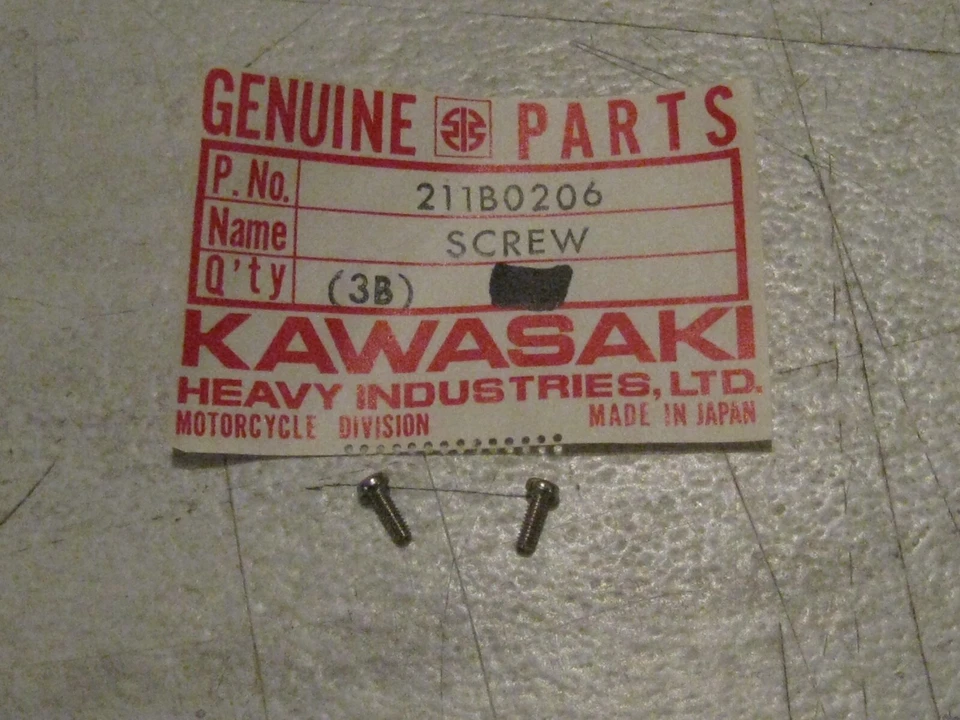 GENUINE PARTS
P. No. 211B0206
Name SCREW
Q'ty (3B)
KAWASAKI
HEAVY INDUSTRIES, LTD.
MOTORCYCLE DIVISION MADE IN JAPAN